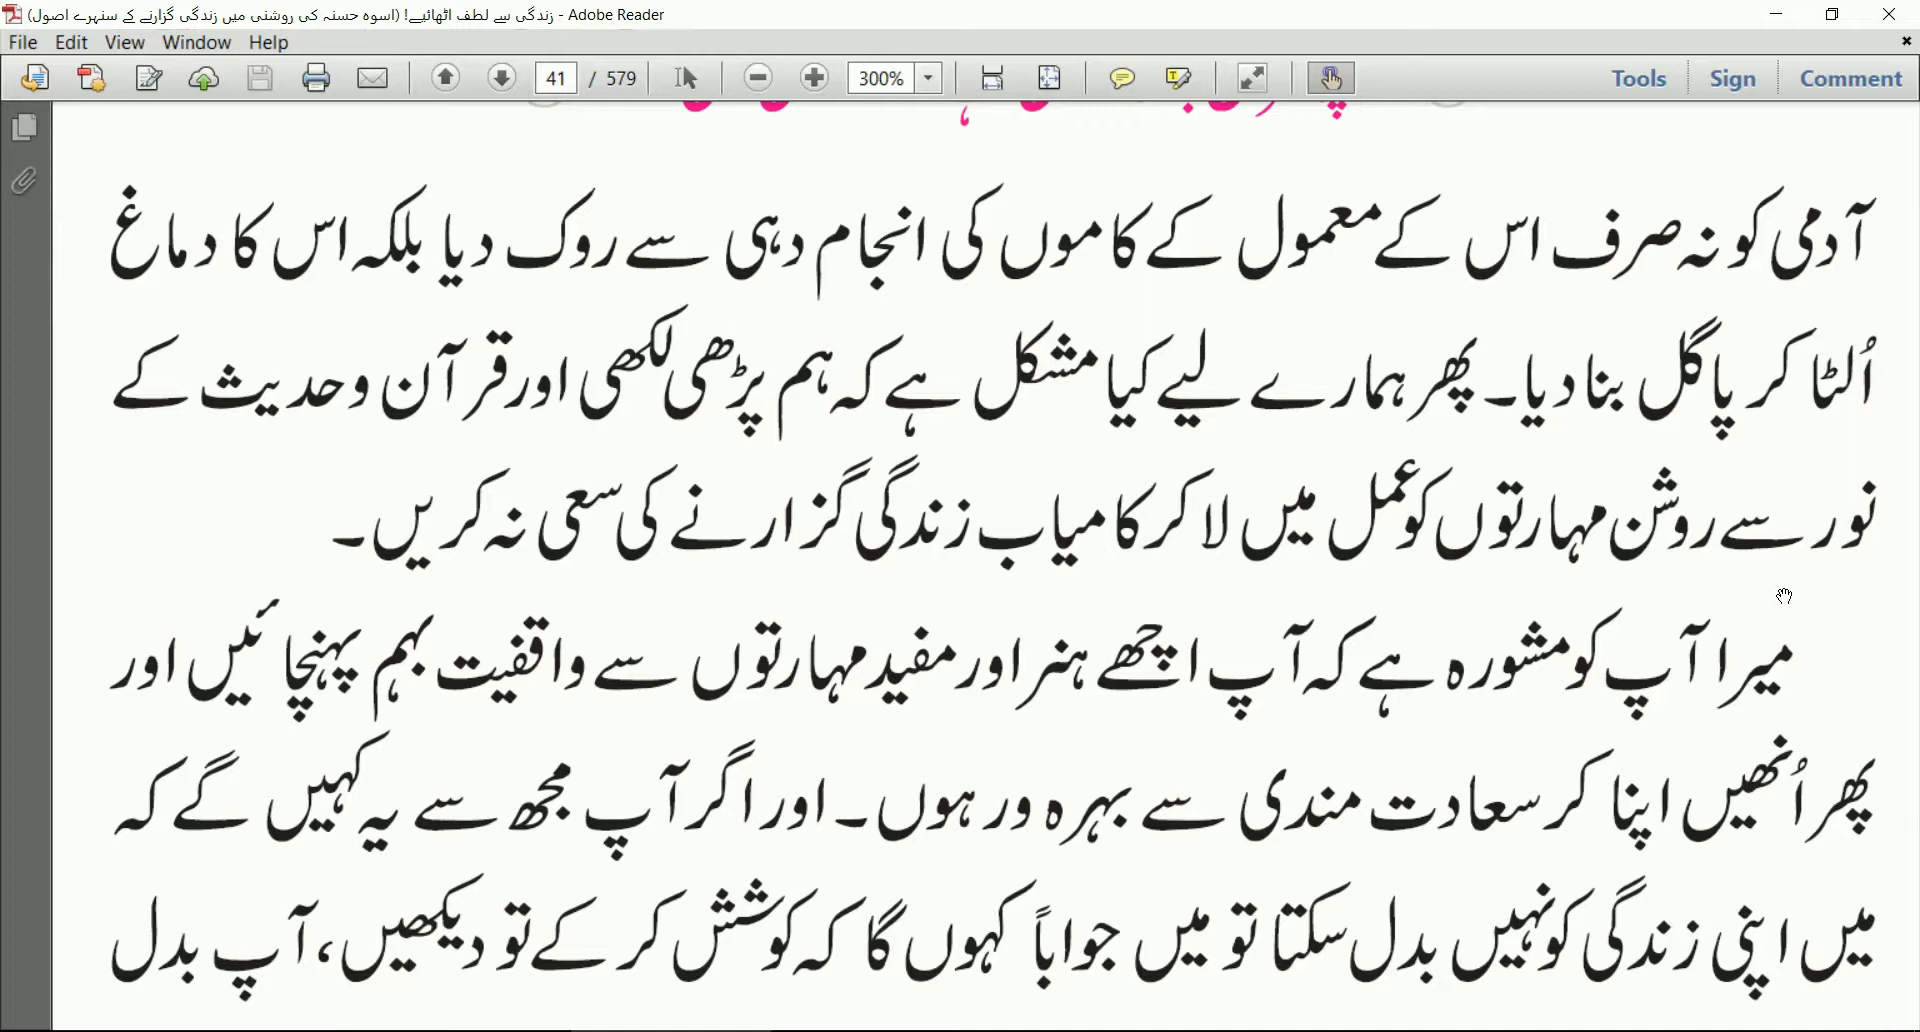 زندگی سے لطف اٹھائیے! (اسوہ حسنہ کی روشنی میں زندگی گزارنے کے سنہرے اصول) - Adobe Reader
File Edit View Window Help
41 / 579 300% Tools Sign Comment
آدمی کو نہ صرف اس کے معمول کے کاموں کی انجام دہی سے روک دیا بلکہ اس کا دماغ
اُلٹا کر پاگل بنا دیا۔ پھر ہمارے لیے کیا مشکل ہے کہ ہم پڑھی لکھی اور قرآن و حدیث کے
نور سے روشن مہارتوں کو عمل میں لا کر کامیاب زندگی گزارنے کی سعی نہ کریں۔
میرا آپ کو مشورہ ہے کہ آپ اچھے ہنر اور مفید مہارتوں سے واقفیت بہم پہنچائیں اور
پھر اُنھیں اپنا کر سعادت مندی سے بہرہ ور ہوں۔ اور اگر آپ مجھ سے یہ کہیں گے کہ
میں اپنی زندگی کو نہیں بدل سکتا تو میں جواباً کہوں گا کہ کوشش کر کے تو دیکھیں، آپ بدل